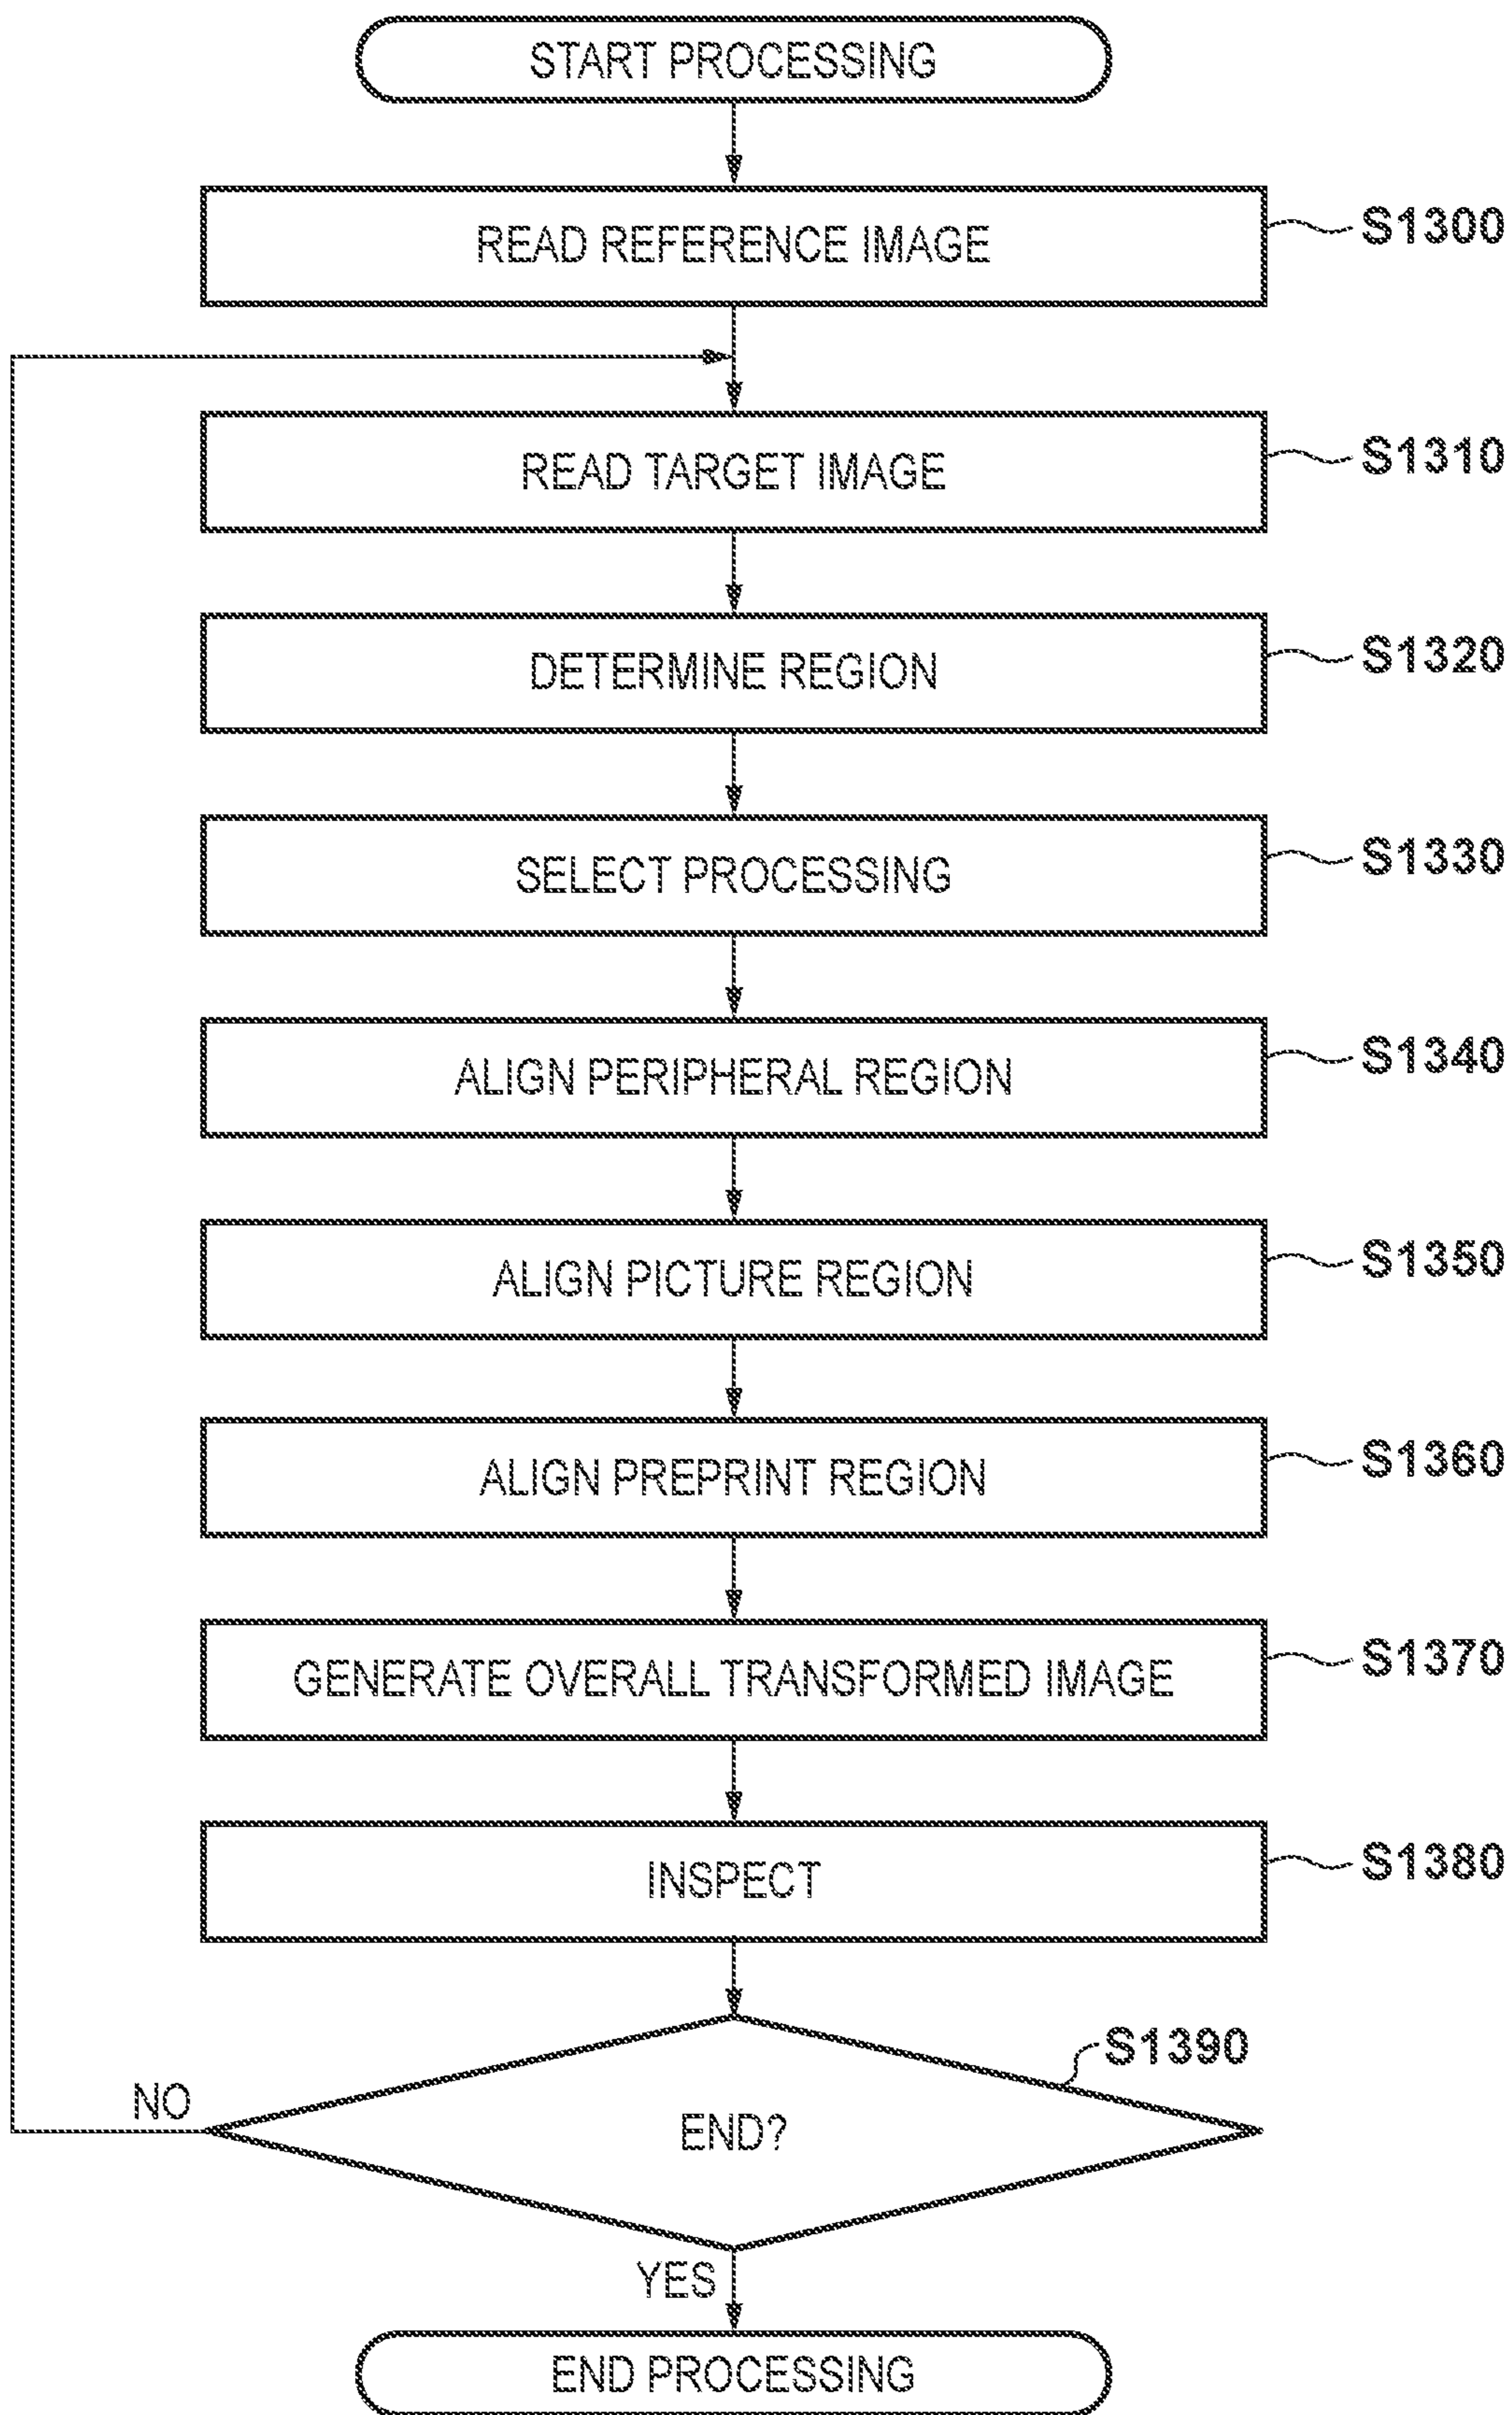 START PROCESSING
READ REFERENCE IMAGE
S1300
READ TARGET IMAGE
S1310
DETERMINE REGION
S1320
SELECT PROCESSING
S1330
ALIGN PERIPHERAL REGION
S1340
ALIGN PICTURE REGION
S1350
ALIGN PREPRINT REGION
S1360
GENERATE OVERALL TRANSFORMED IMAGE
S1370
INSPECT
S1380
S1390
NO
END?
YES
END PROCESSING